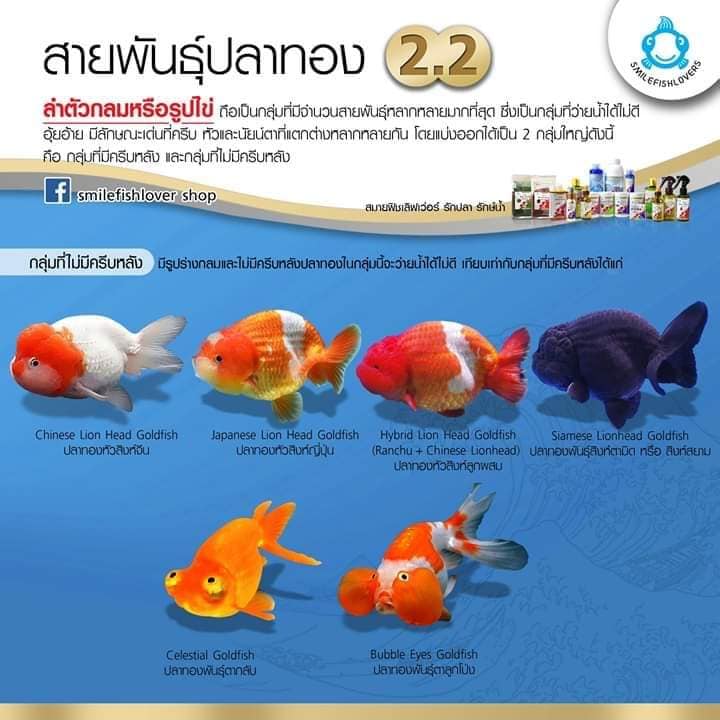 สายพันธุ์ปลาทอง 2.2
SMILEFISHLOVERS
ลำตัวกลมหรือรูปไข่ ถือเป็นกลุ่มที่มีจำนวนสายพันธุ์หลากหลายมากที่สุด ซึ่งเป็นกลุ่มที่ว่ายน้ำได้ไม่ดี
อุ้ยอ้าย มีลักษณะเด่นที่ครีบ หัวและนัยน์ตาที่แตกต่างหลากหลายกัน โดยแบ่งออกได้เป็น 2 กลุ่มใหญ่ดังนี้
คือ กลุ่มที่มีครีบหลัง และกลุ่มที่ไม่มีครีบหลัง
f smilefishlover shop
สมายฟิชเลิฟเว่อร์ รักปลา รักษ์น้ำ
กลุ่มที่ไม่มีครีบหลัง มีรูปร่างกลมและไม่มีครีบหลังปลาทองในกลุ่มนี้จะว่ายน้ำได้ไม่ดี เทียบเท่ากับกลุ่มที่มีครีบหลังได้แก่
Chinese Lion Head Goldfish
ปลาทองหัวสิงห์จีน
Japanese Lion Head Goldfish
ปลาทองหัวสิงห์ญี่ปุ่น
Hybrid Lion Head Goldfish
(Ranchu + Chinese Lionhead)
ปลาทองหัวสิงห์ลูกผสม
Siamese Lionhead Goldfish
ปลาทองพันธุ์สิงห์ตามิด หรือ สิงห์สยาม
Celestial Goldfish
ปลาทองพันธุ์ตากลับ
Bubble Eyes Goldfish
ปลาทองพันธุ์ตาลูกโป่ง